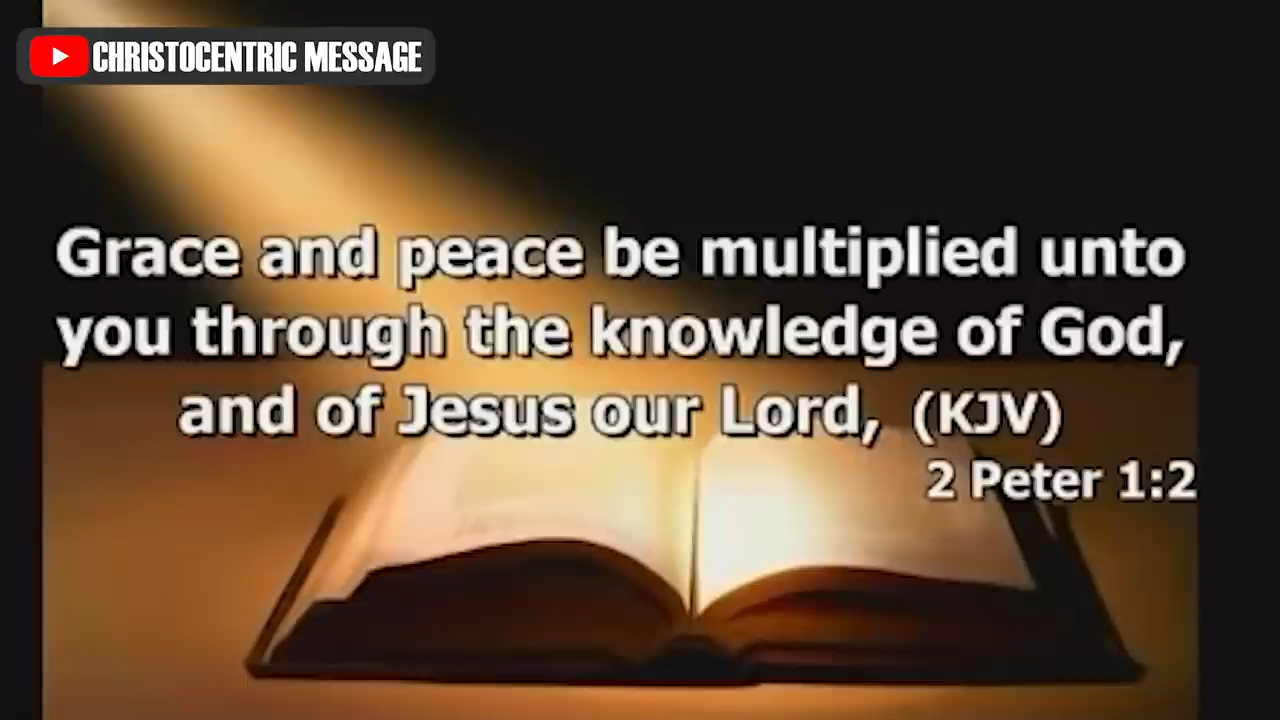 CHRISTOCENTRIC MESSAGE
Grace and peace be multiplied unto
you through the knowledge of God,
and of Jesus our Lord, (KJV)
2 Peter 1:2